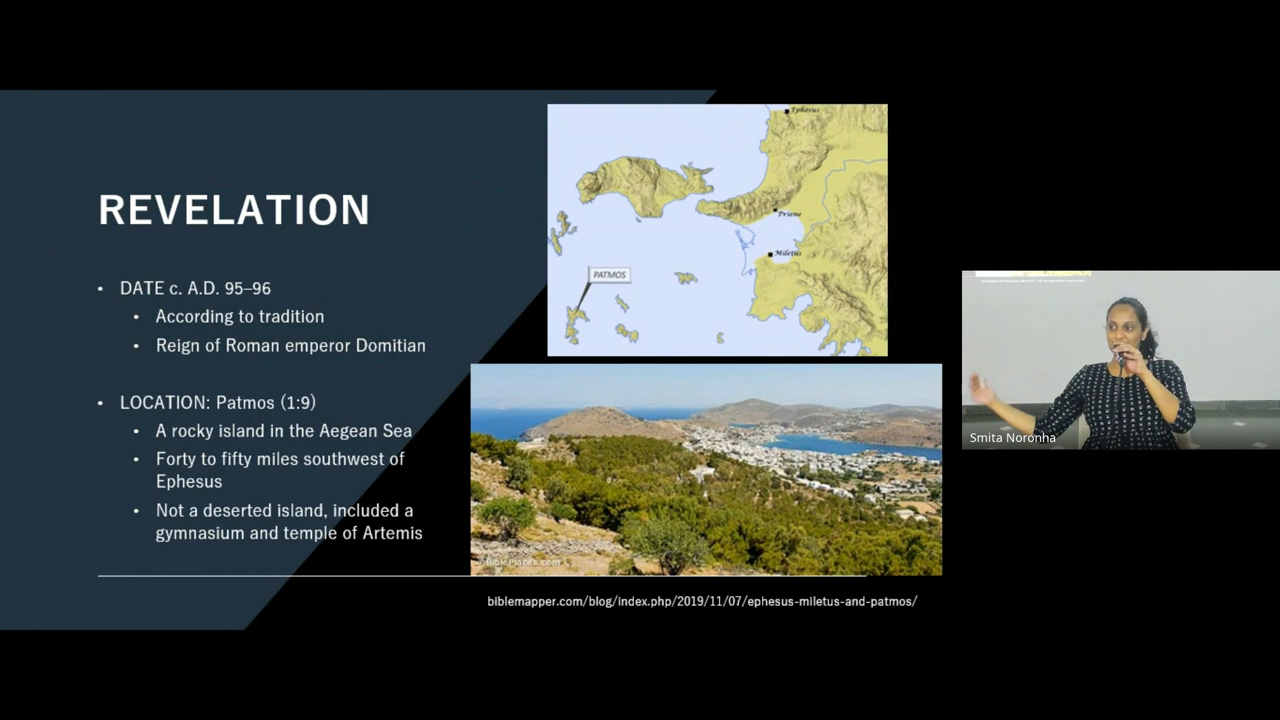 REVELATION
• DATE c. A.D. 95–96
• According to tradition
• Reign of Roman emperor Domitian
• LOCATION: Patmos (1:9)
• A rocky island in the Aegean Sea
• Forty to fifty miles southwest of
Ephesus
• Not a deserted island, included a
gymnasium and temple of Artemis
Ephesus
Priene
Miletus
PATMOS
BiblePlaces.com
biblemapper.com/blog/index.php/2019/11/07/ephesus-miletus-and-patmos/
Smita Noronha